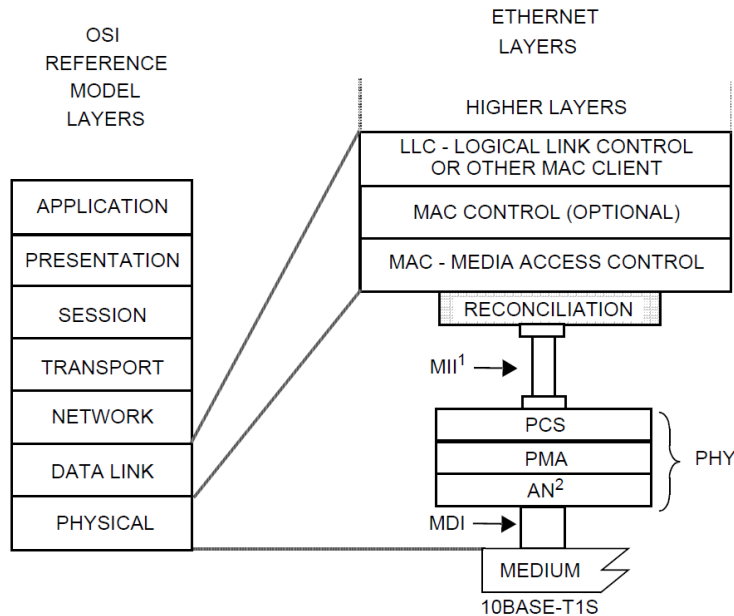 OSI
REFERENCE
MODEL
LAYERS
APPLICATION
PRESENTATION
SESSION
TRANSPORT
NETWORK
DATA LINK
PHYSICAL
ETHERNET
LAYERS
HIGHER LAYERS
LLC - LOGICAL LINK CONTROL
OR OTHER MAC CLIENT
MAC CONTROL (OPTIONAL)
MAC - MEDIA ACCESS CONTROL
RECONCILIATION
MII¹
PCS
PMA
AN²
PHY
MDI
MEDIUM
10BASE-T1S